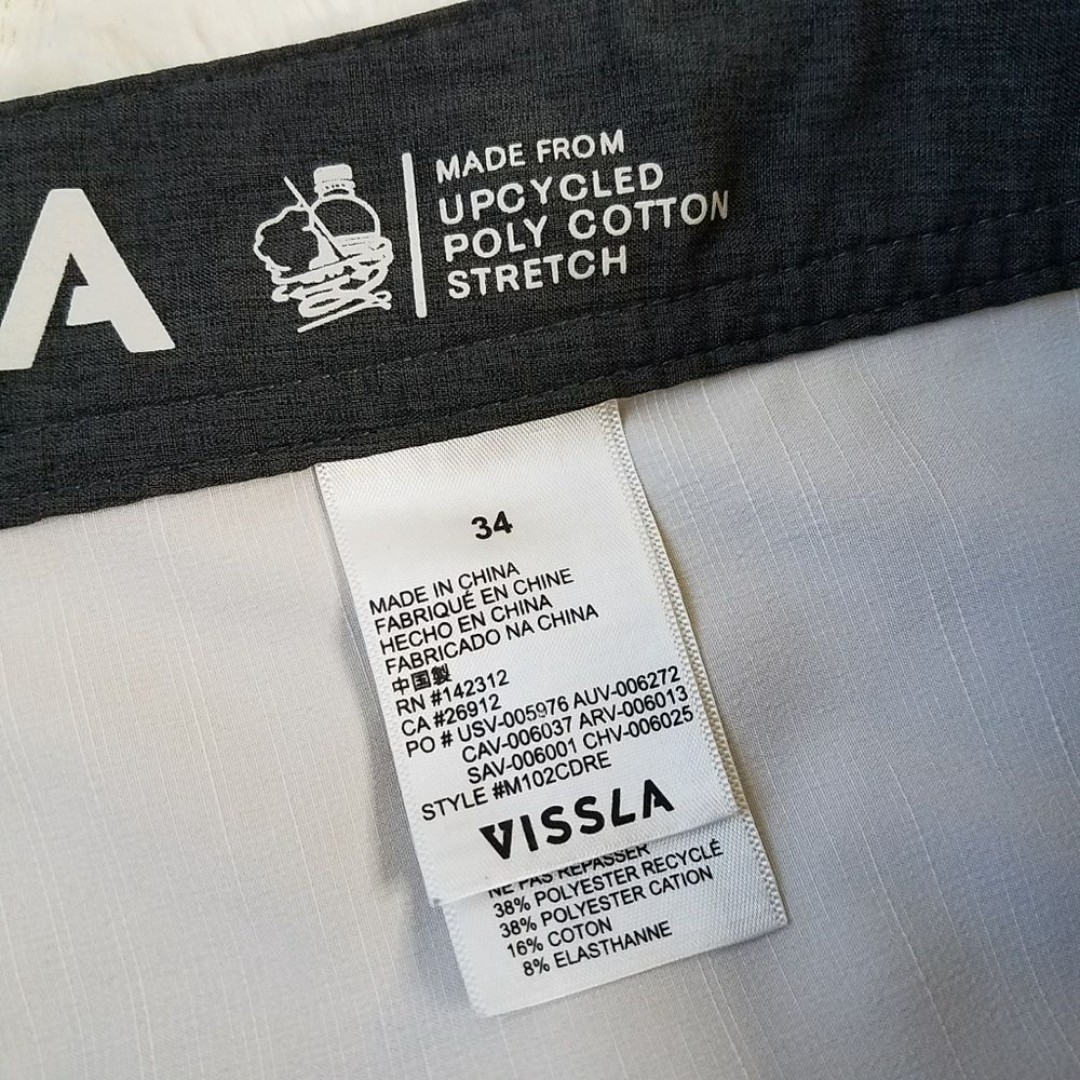 A
MADE FROM
UPCYCLED
POLY COTTON
STRETCH
34
MADE IN CHINA
FABRIQUÉ EN CHINE
HECHO EN CHINA
FABRICADO NA CHINA
中国製
RN #142312
CA #26912
PO # USV-005976 AUV-006272
CAV-006037 ARV-006013
SAV-006001 CHV-006025
STYLE #M102CDRE
VISSLA
NE PAS REPASSER
38% POLYESTER RECYCLÉ
38% POLYESTER CATION
16% COTON
8% ELASTHANNE